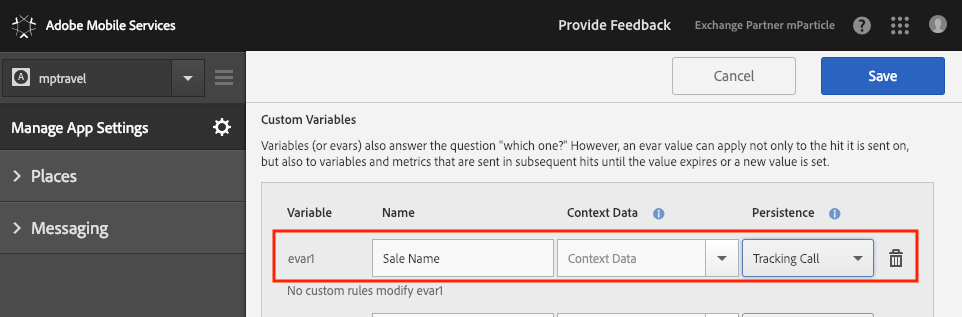 Adobe Mobile Services
Provide Feedback
Exchange Partner mParticle
?
A mptravel
Cancel
Save
Manage App Settings
Places
Messaging
Custom Variables
Variables (or evars) also answer the question "which one?" However, an evar value can apply not only to the hit it is sent on,
but also to variables and metrics that are sent in subsequent hits until the value expires or a new value is set.
Variable Name Context Data i Persistence i
evar1 Sale Name Context Data Tracking Call
No custom rules modify evar1